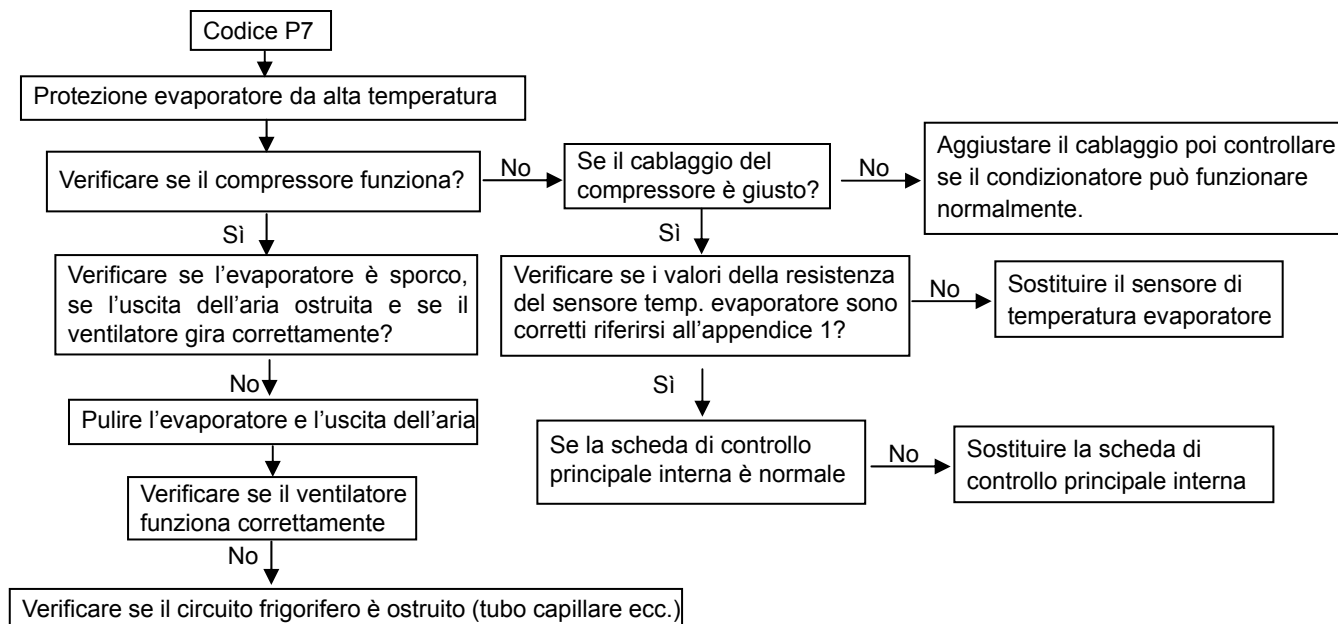 Codice P7
Protezione evaporatore da alta temperatura
Verificare se il compressore funziona?
No
Se il cablaggio del
compressore è giusto?
No
Aggiustare il cablaggio poi controllare
se il condizionatore può funzionare
normalmente.
Sì
Sì
Verificare se l'evaporatore è sporco,
se l'uscita dell'aria ostruita e se il
ventilatore gira correttamente?
Verificare se i valori della resistenza
del sensore temp. evaporatore sono
corretti riferirsi all'appendice 1?
No
Sostituire il sensore di
temperatura evaporatore
No
Sì
Pulire l'evaporatore e l'uscita dell'aria
Se la scheda di controllo
principale interna è normale
No
Sostituire la scheda di
controllo principale interna
Verificare se il ventilatore
funziona correttamente
No
Verificare se il circuito frigorifero è ostruito (tubo capillare ecc.)